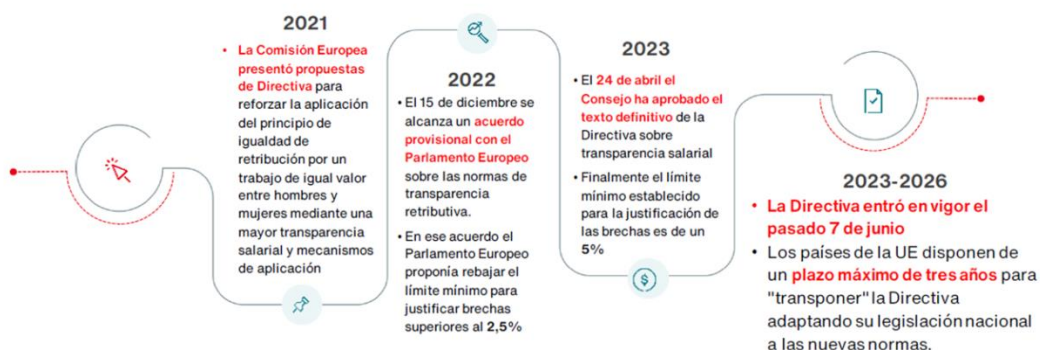 2021
• La Comisión Europea
presentó propuestas
de Directiva para
reforzar la aplicación
del principio de
igualdad de
retribución por un
trabajo de igual valor
entre hombres y
mujeres mediante una
mayor transparencia
salarial y mecanismos
de aplicación
2022
• El 15 de diciembre se
alcanza un acuerdo
provisional con el
Parlamento Europeo
sobre las normas de
transparencia
retributiva.
• En ese acuerdo el
Parlamento Europeo
proponía rebajar el
límite mínimo para
justificar brechas
superiores al 2,5%
2023
• El 24 de abril el
Consejo ha aprobado el
texto definitivo de la
Directiva sobre
transparencia salarial
• Finalmente el límite
mínimo establecido
para la justificación de
las brechas es de un
5%
2023-2026
• La Directiva entró en vigor el
pasado 7 de junio
• Los países de la UE disponen de
un plazo máximo de tres años para
"transponer" la Directiva
adaptando su legislación nacional
a las nuevas normas.